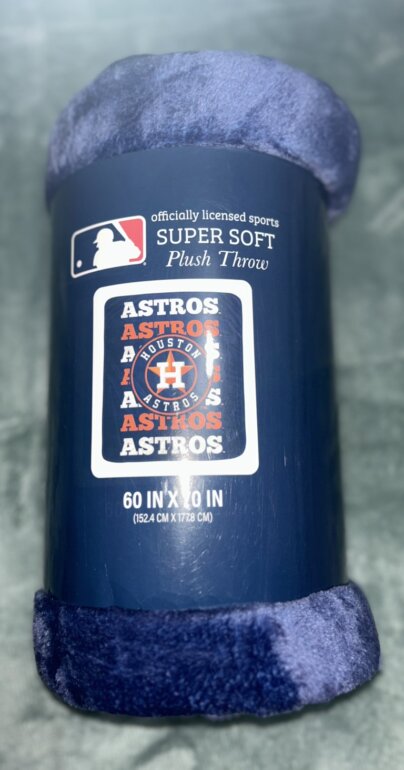 officially licensed sports
SUPER SOFT
Plush Throw
ASTROS
ASTROS
HOUSTON
H
ASTROS
ASTROS
ASTROS
60 IN X 70 IN
(152.4 CM X 177.8 CM)